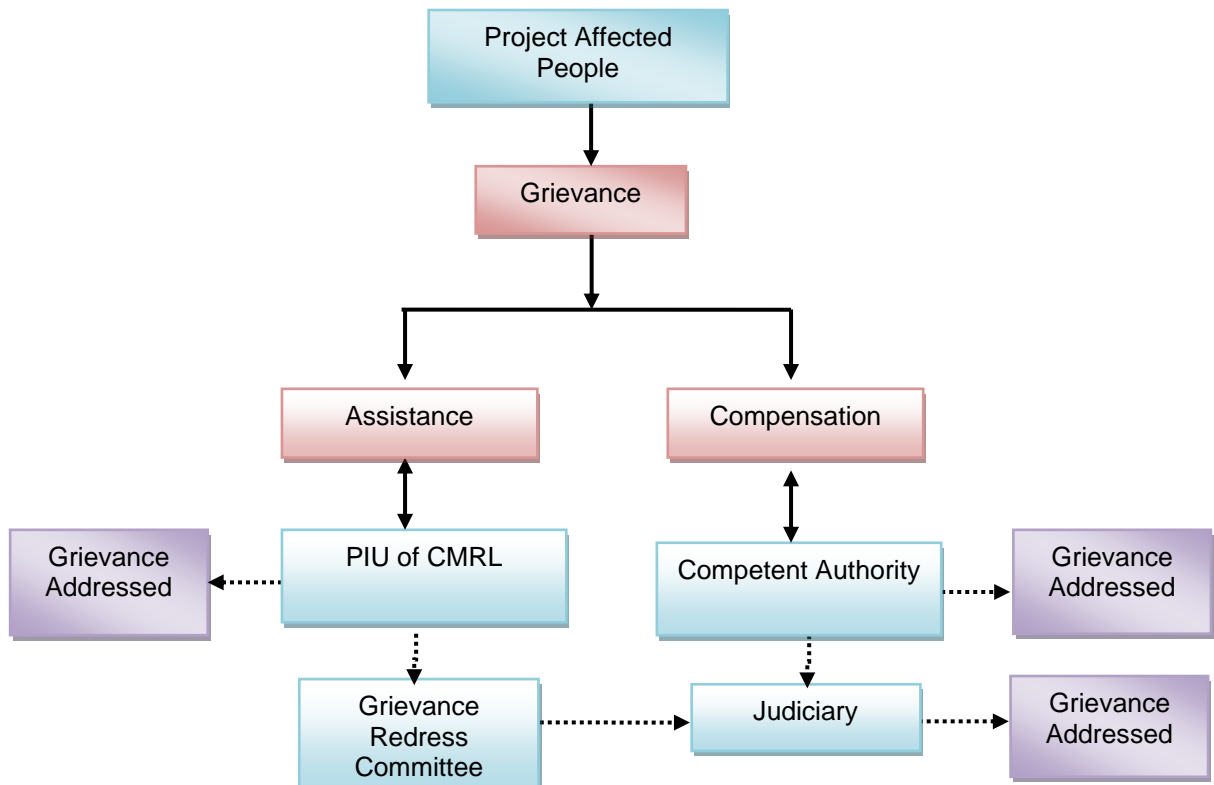 Project Affected
People
Grievance
Assistance
Compensation
Grievance
Addressed
PIU of CMRL
Competent Authority
Grievance
Addressed
Grievance
Redress
Committee
Judiciary
Grievance
Addressed